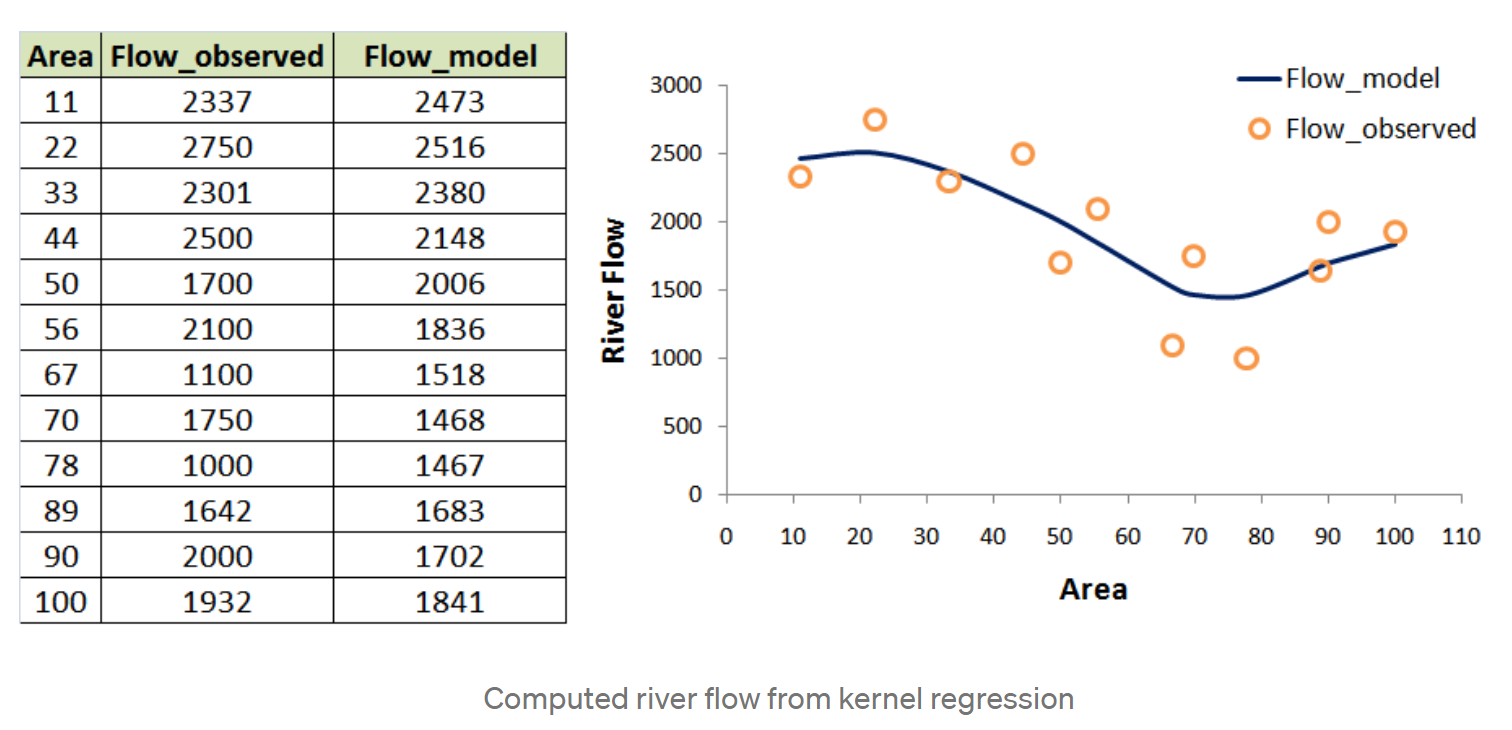 Area Flow_observed Flow_model
11 2337 2473
22 2750 2516
33 2301 2380
44 2500 2148
50 1700 2006
56 2100 1836
67 1100 1518
70 1750 1468
78 1000 1467
89 1642 1683
90 2000 1702
100 1932 1841
Flow_model
Flow_observed
3000
2500
2000
1500
1000
500
0
River Flow
0 10 20 30 40 50 60 70 80 90 100 110
Area
Computed river flow from kernel regression